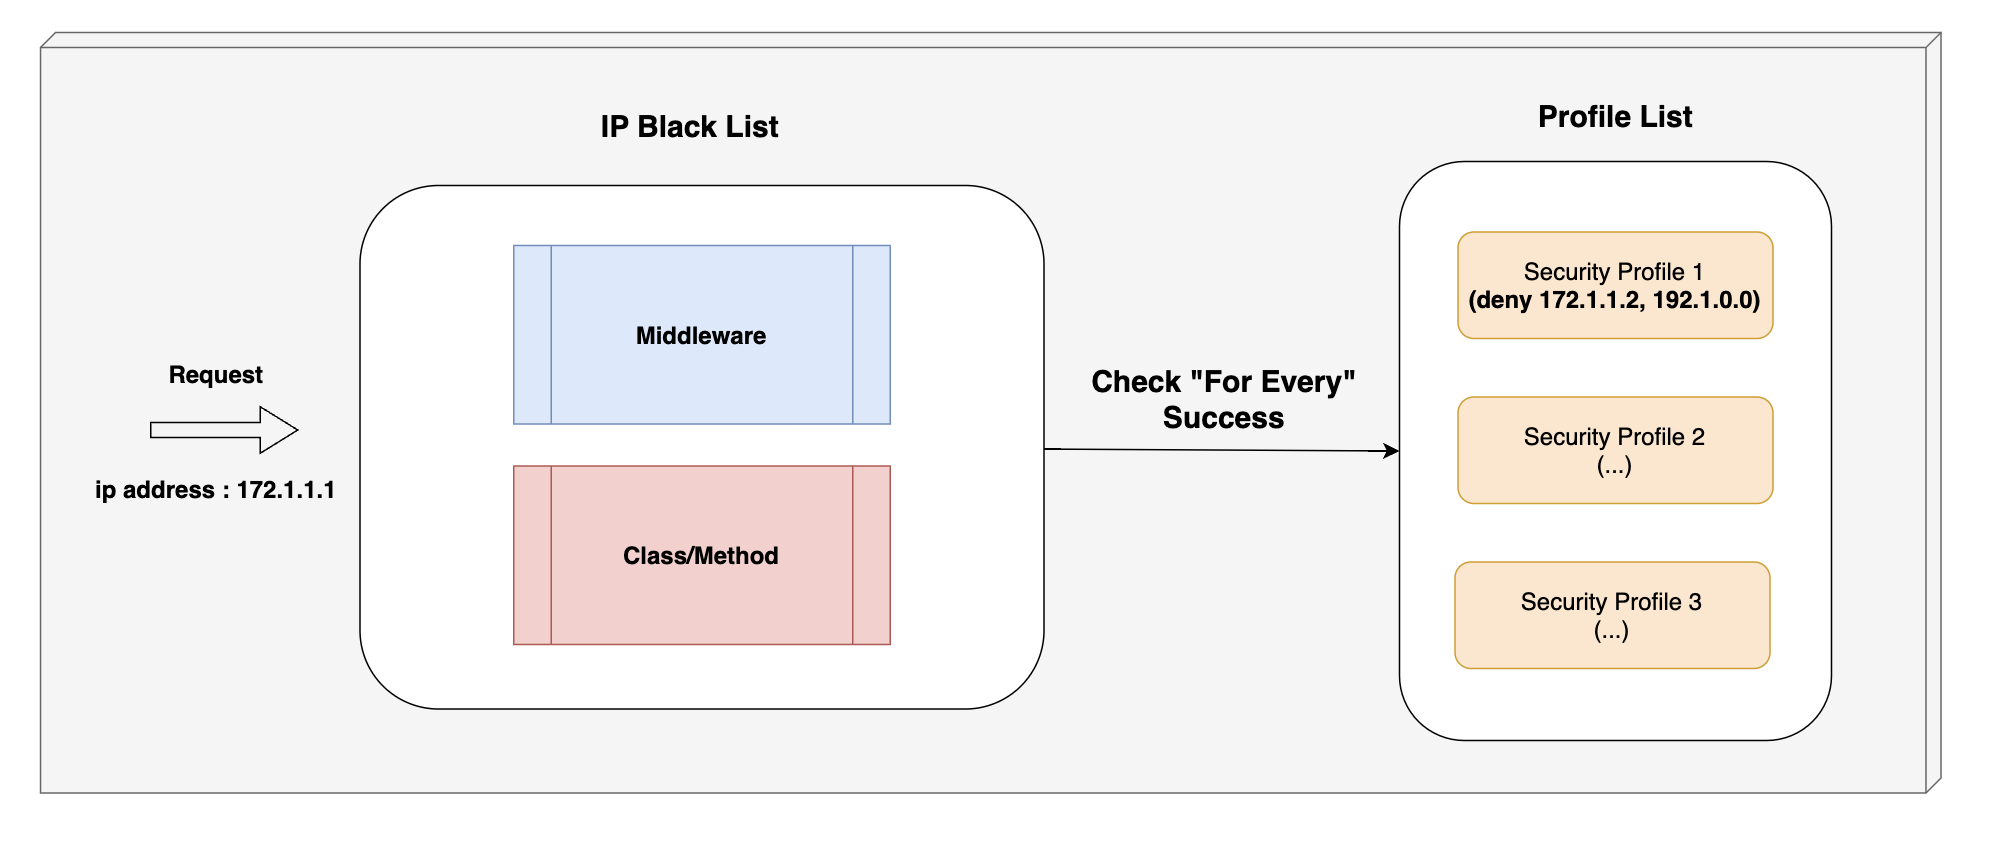 IP Black List
Profile List
Request
ip address : 172.1.1.1
Middleware
Class/Method
Check "For Every"
Success
Security Profile 1
(deny 172.1.1.2, 192.1.0.0)
Security Profile 2
(...)
Security Profile 3
(...)